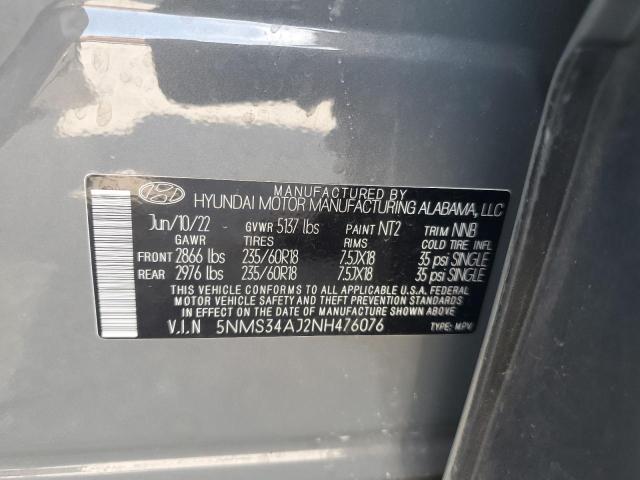 MANUFACTURED BY
HYUNDAI MOTOR MANUFACTURING ALABAMA, LLC
Jun/10/22 GVWR 5137 lbs PAINT NT2 TRIM NNB
GAWR TIRES RIMS COLD TIRE INFL
FRONT 2866 lbs 235/60R18 7.5JX18 35 psi SINGLE
REAR 2976 lbs 235/60R18 7.5JX18 35 psi SINGLE
THIS VEHICLE CONFORMS TO ALL APPLICABLE U.S. FEDERAL
MOTOR VEHICLE SAFETY AND THEFT PREVENTION STANDARDS
IN EFFECT ON THE DATE OF MANUFACTURE SHOWN ABOVE.
V.I.N 5NMS34AJ2NH476076 TYPE: MPV